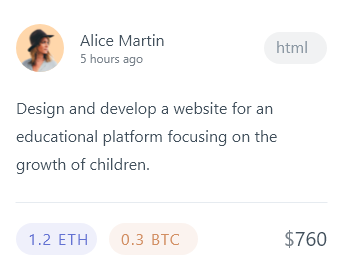 Alice Martin
5 hours ago
html
Design and develop a website for an
educational platform focusing on the
growth of children.
1.2 ETH
0.3 BTC
$760